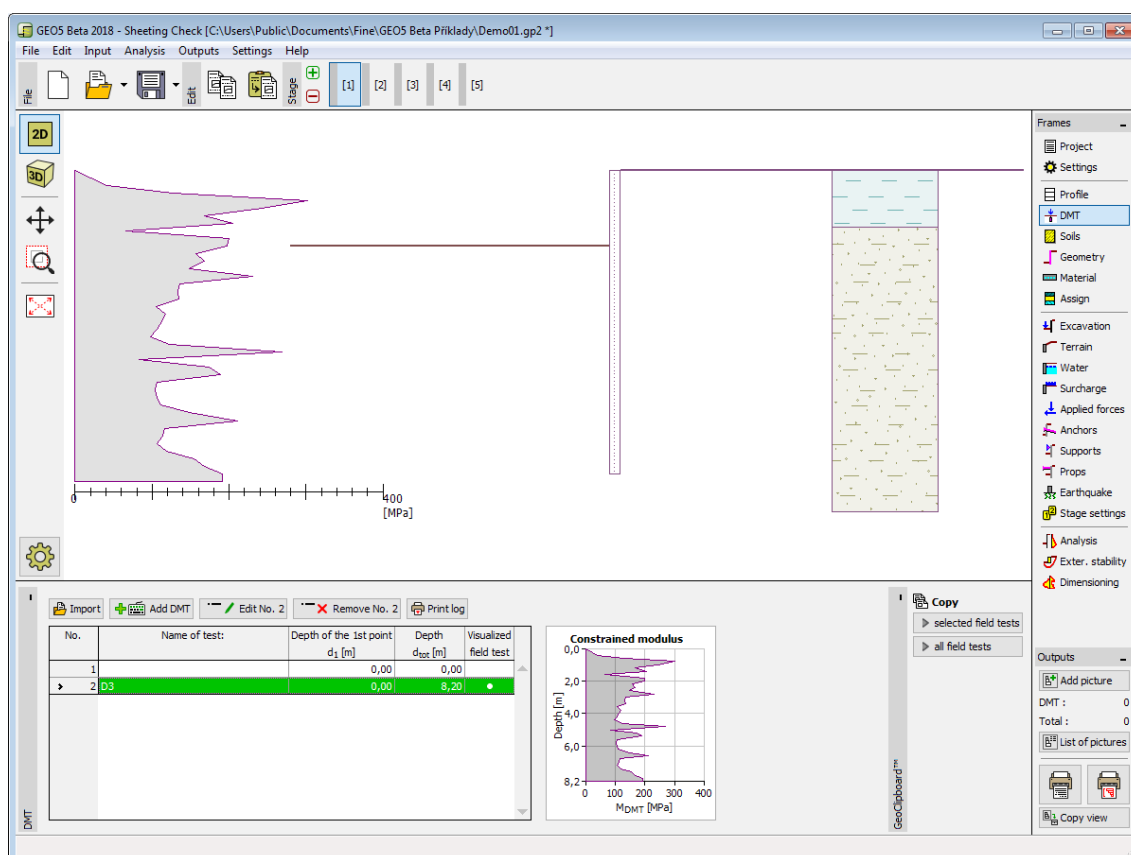 GEO5 Beta 2018 - Sheeting Check [C:\Users\Public\Documents\Fine\GEO5 Beta Příklady\Demo01.gp2 *]
File Edit Input Analysis Outputs Settings Help
File
Edit
Stage
[1] [2] [3] [4] [5]
2D
3D
0 400
[MPa]
Frames
Project
Settings
Profile
DMT
Soils
Geometry
Material
Assign
Excavation
Terrain
Water
Surcharge
Applied forces
Anchors
Supports
Props
Earthquake
Stage settings
Analysis
Exter. stability
Dimensioning
Outputs
Add picture
DMT : 0
Total : 0
List of pictures
Copy view
DMT
Import Add DMT Edit No. 2 Remove No. 2 Print log
No. Name of test: Depth of the 1st point Depth Visualized
d1 [m] dtot [m] field test
1 0,00 0,00
2 D3 0,00 8,20
Constrained modulus
0,0
2,0
4,0
6,0
8,2
Depth [m]
0 100 200 300 400
MDMT [MPa]
GeoClipboard™
Copy
selected field tests
all field tests